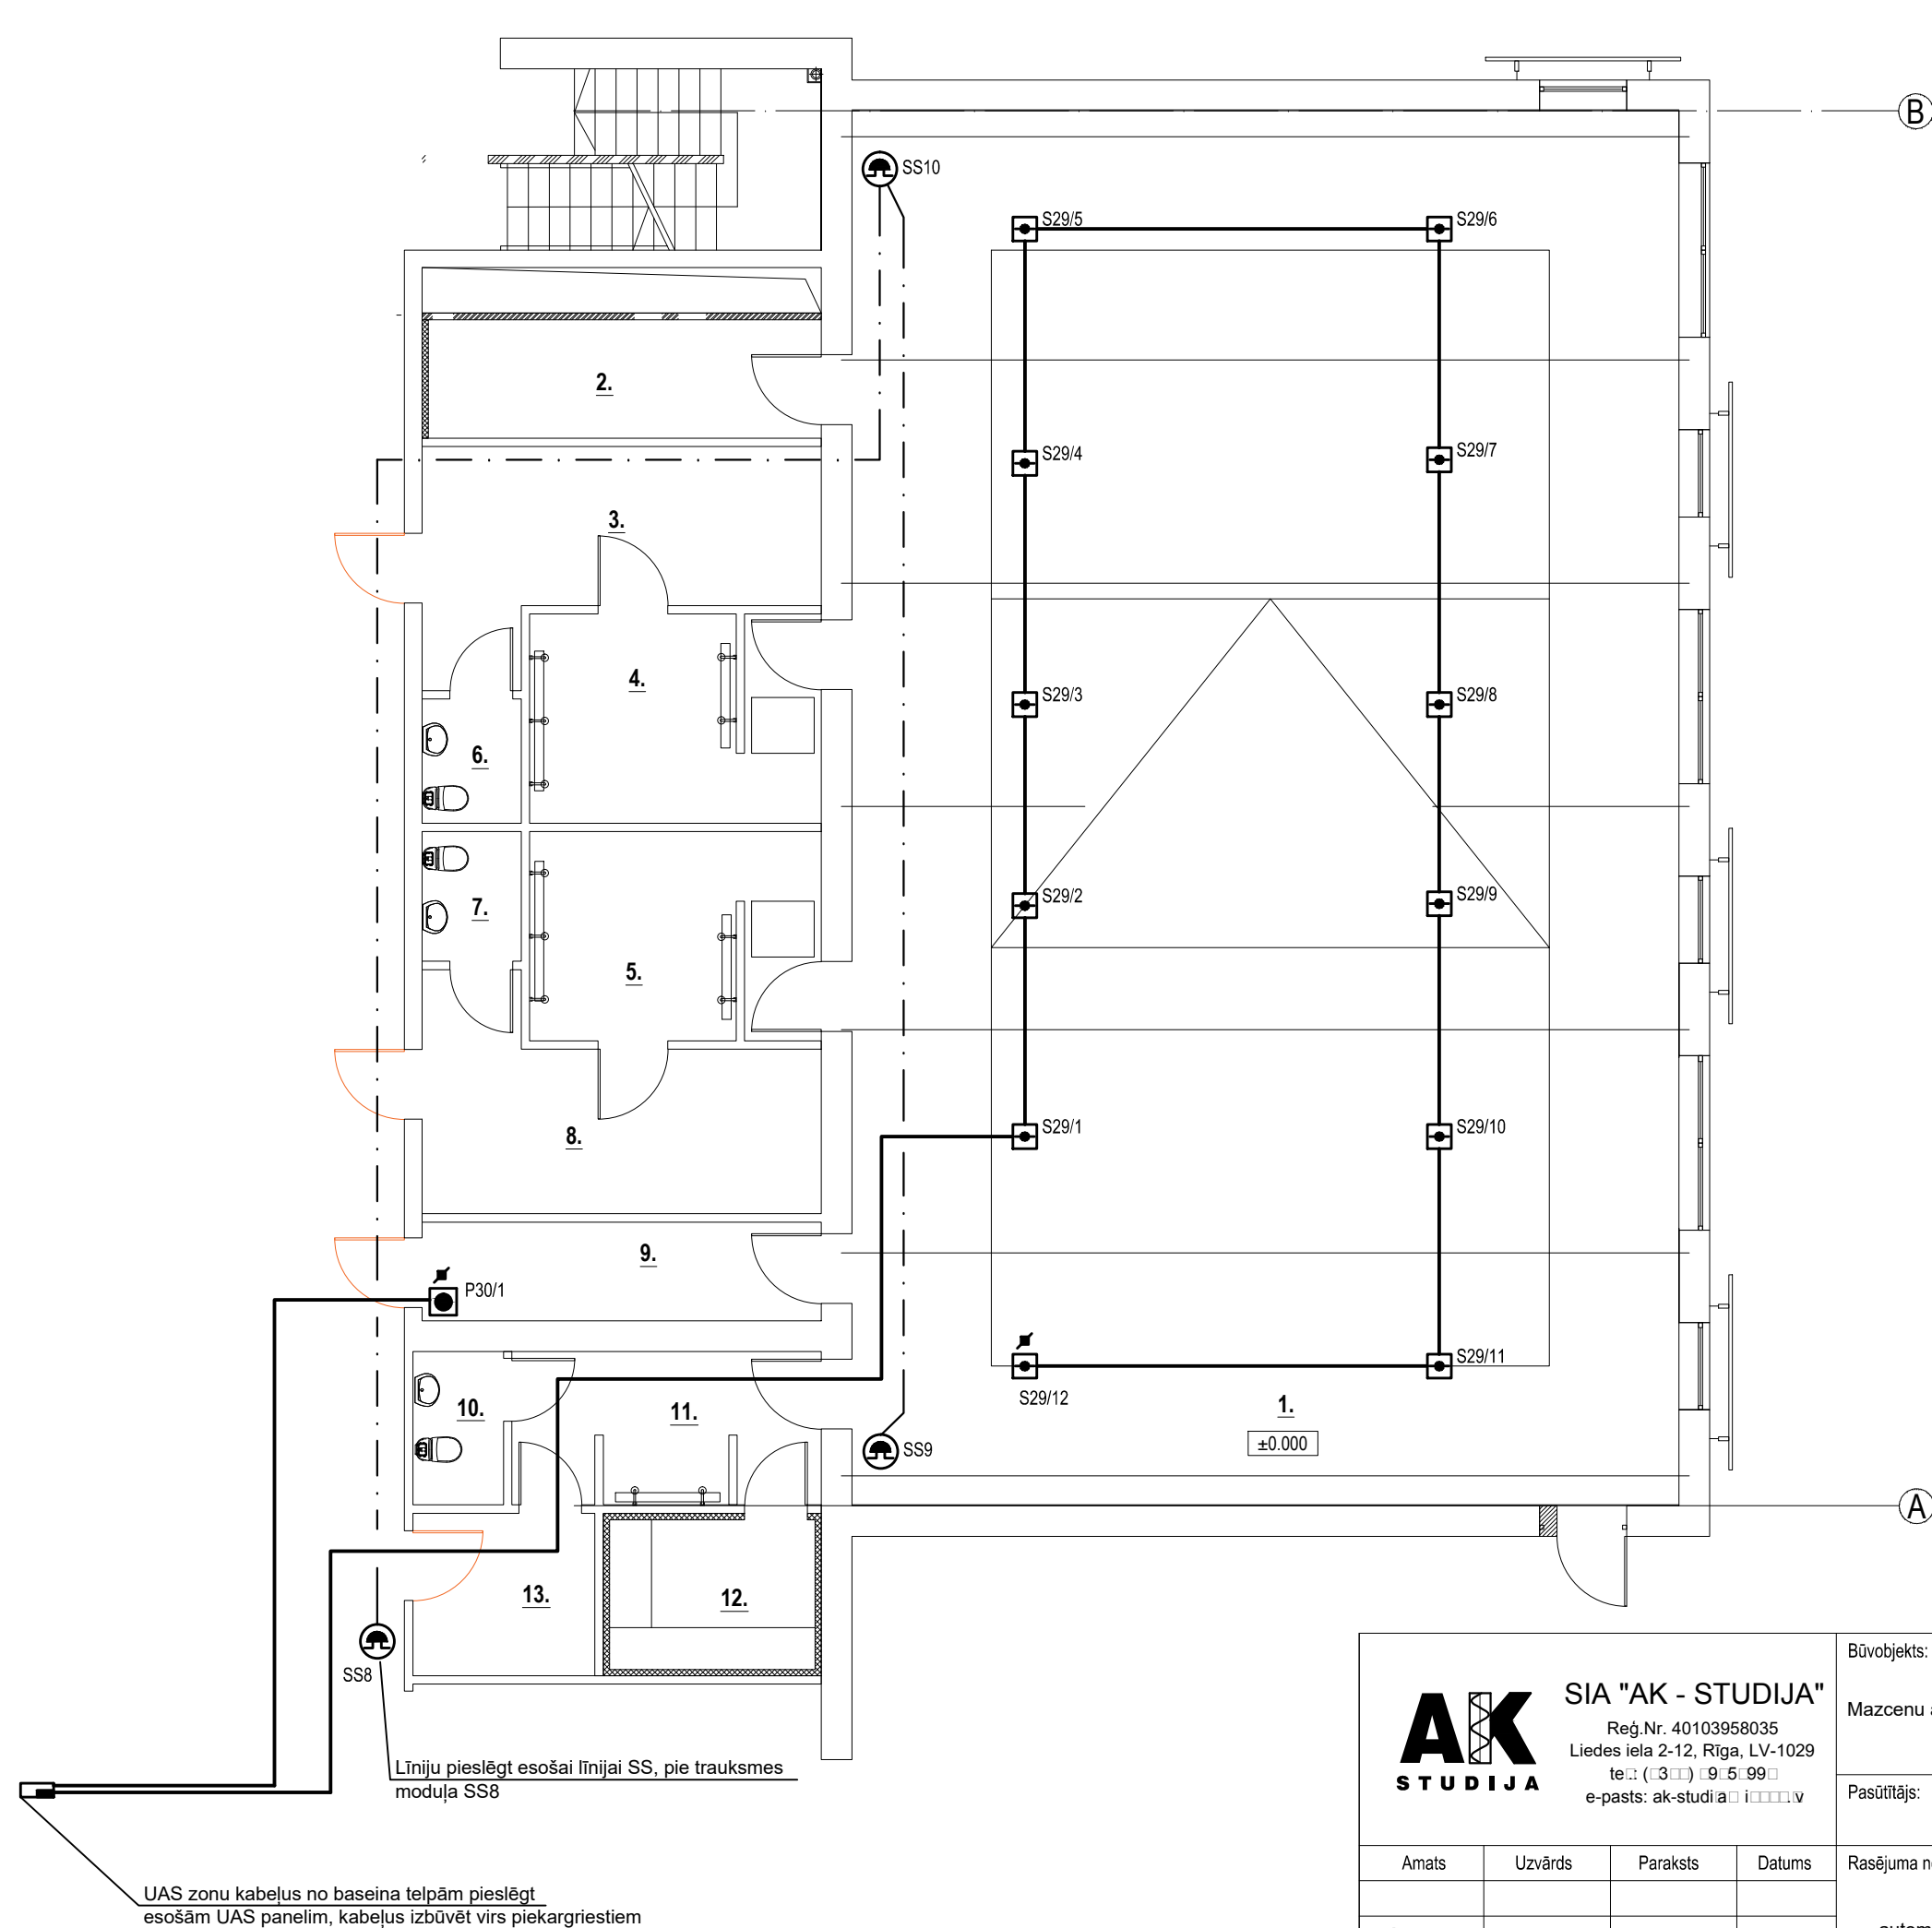 B
SS10
S29/5
S29/6
2.
S29/4
S29/7
3.
4.
S29/3
S29/8
6.
7.
S29/2
S29/9
5.
8.
S29/1
S29/10
9.
P30/1
S29/11
S29/12
1.
10.
11.
±0.000
SS9
A
13.
12.
SS8
Līniju pieslēgt esošai līnijai SS, pie trauksmes
moduļa SS8
UAS zonu kabeļus no baseina telpām pieslēgt
esošām UAS panelim, kabeļus izbūvēt virs piekargriestiem
AK
STUDIJA
SIA "AK - STUDIJA"
Reģ.Nr. 40103958035
Liedes iela 2-12, Rīga, LV-1029
e-pasts:
Būvobjekts:
Mazcenu
Pasūtītājs:
Amats Uzvārds Paraksts Datums
Rasējuma